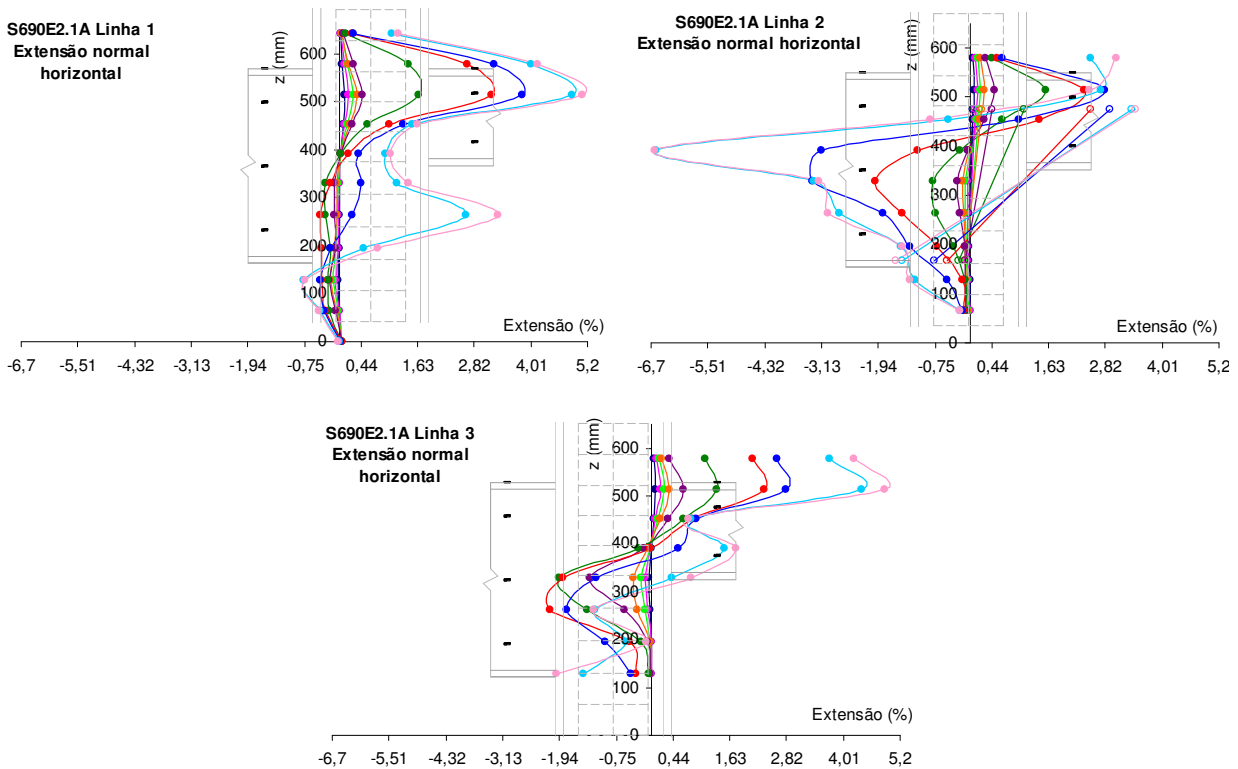 S690E2.1A Linha 1
Extensão normal
horizontal
z (mm)
600
500
400
300
200
100
0
Extensão (%)
-6,7 -5,51 -4,32 -3,13 -1,94 -0,75 0,44 1,63 2,82 4,01 5,2
S690E2.1A Linha 2
Extensão normal horizontal
z (mm)
600
500
400
300
200
100
0
Extensão (%)
-6,7 -5,51 -4,32 -3,13 -1,94 -0,75 0,44 1,63 2,82 4,01 5,2
S690E2.1A Linha 3
Extensão normal
horizontal
z (mm)
600
500
400
300
200
100
0
Extensão (%)
-6,7 -5,51 -4,32 -3,13 -1,94 -0,75 0,44 1,63 2,82 4,01 5,2